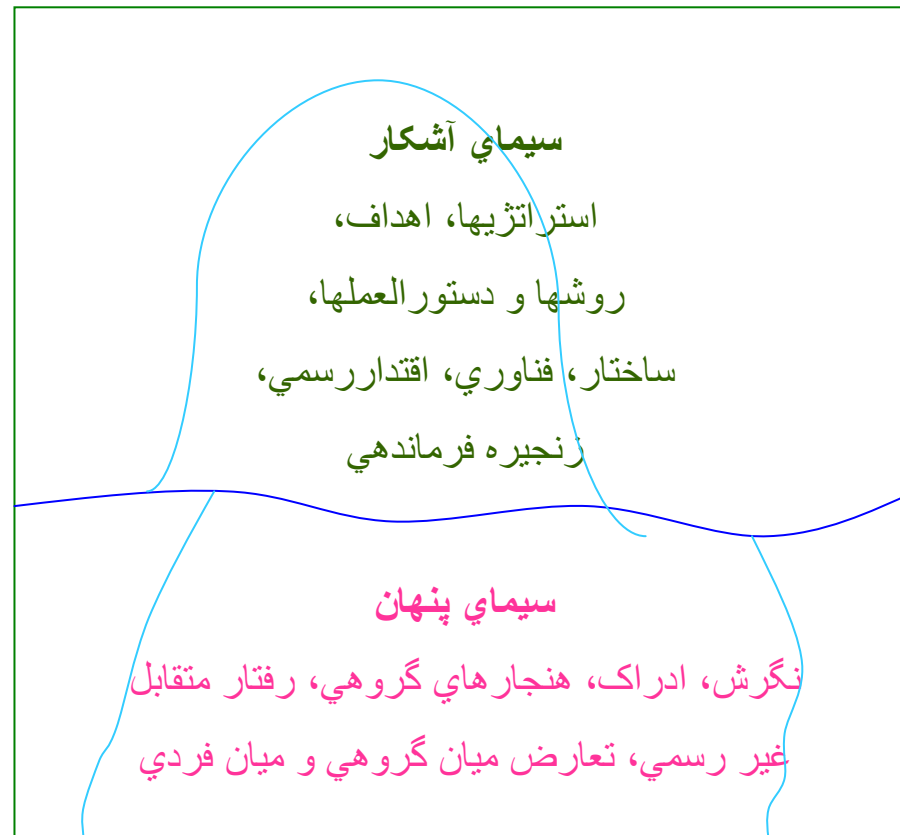 سيماي آشکار
استراتژيها، اهداف،
روشها و دستورالعملها،
ساختار، فناوري، اقتداررسمي،
زنجيره فرماندهي
سيماي پنهان
نگرش، ادراک، هنجارهاي گروهي، رفتار متقابل
غير رسمي، تعارض ميان گروهي و ميان فردي